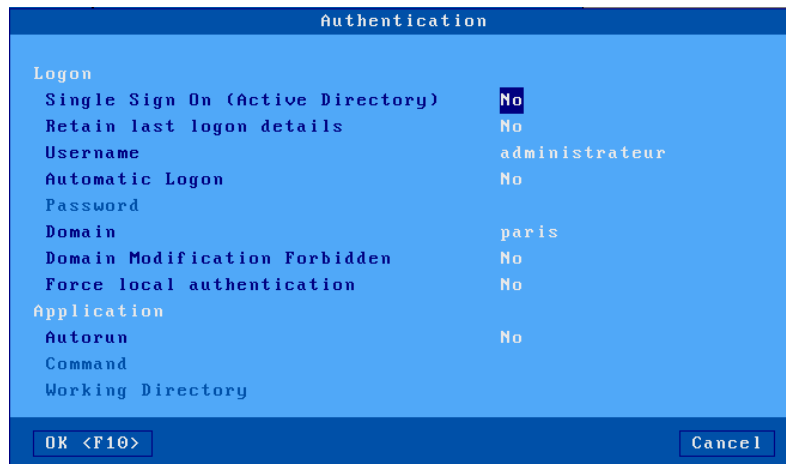 Authentication
Logon
Single Sign On (Active Directory) No
Retain last logon details No
Username administrateur
Automatic Logon No
Password
Domain paris
Domain Modification Forbidden No
Force local authentication No
Application
Autorun No
Command
Working Directory
OK <F10> Cancel